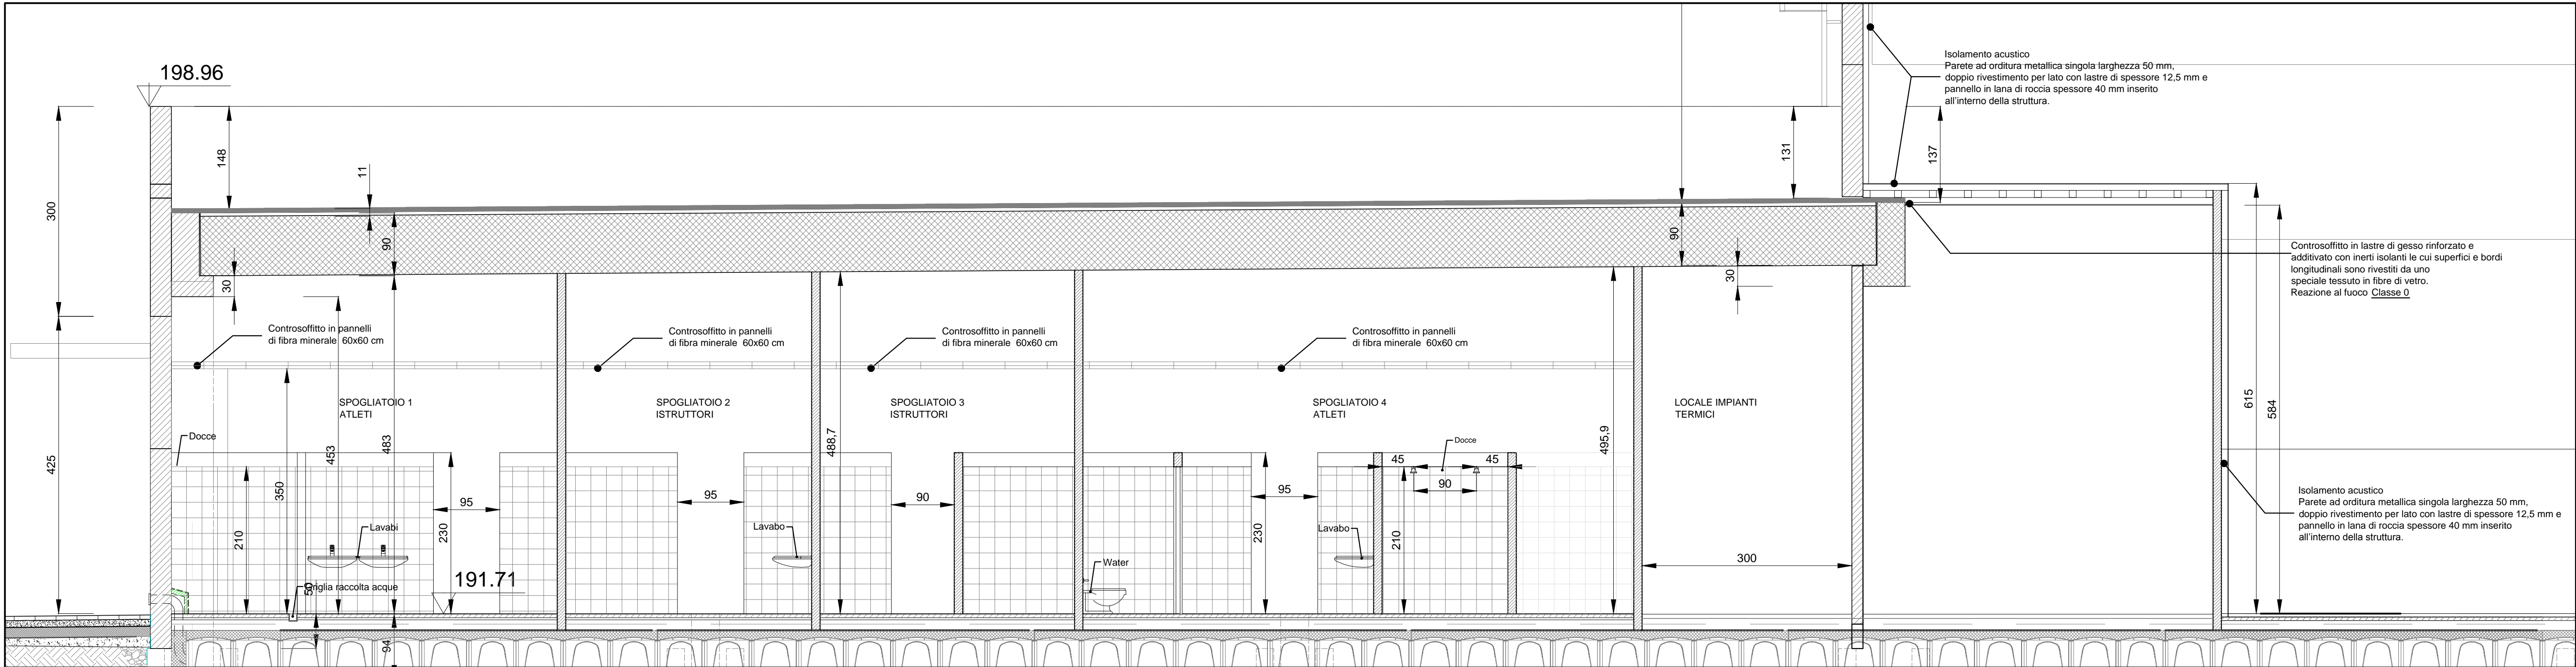 198.96
Isolamento acustico
Parete ad orditura metallica singola larghezza 50 mm,
doppio rivestimento per lato con lastre di spessore 12,5 mm e
pannello in lana di roccia spessore 40 mm inserito
all'interno della struttura.
300
148
11
90
30
131
137
90
30
Controsoffitto in lastre di gesso rinforzato e
additivato con inerti isolanti le cui superfici e bordi
longitudinali sono rivestiti da uno
speciale tessuto in fibre di vetro.
Reazione al fuoco Classe 0
Controsoffitto in pannelli
di fibra minerale 60x60 cm
Controsoffitto in pannelli
di fibra minerale 60x60 cm
Controsoffitto in pannelli
di fibra minerale 60x60 cm
Controsoffitto in pannelli
di fibra minerale 60x60 cm
SPOGLIATOIO 1
ATLETI
SPOGLIATOIO 2
ISTRUTTORI
SPOGLIATOIO 3
ISTRUTTORI
SPOGLIATOIO 4
ATLETI
LOCALE IMPIANTI
TERMICI
615
584
425
Docce
453
483
488,7
Docce
495,9
45
45
90
350
95
95
90
95
210
Lavabi
230
Lavabo
230
Lavabo
210
Isolamento acustico
Parete ad orditura metallica singola larghezza 50 mm,
doppio rivestimento per lato con lastre di spessore 12,5 mm e
pannello in lana di roccia spessore 40 mm inserito
all'interno della struttura.
Water
300
191.71
Griglia raccolta acque
50
94